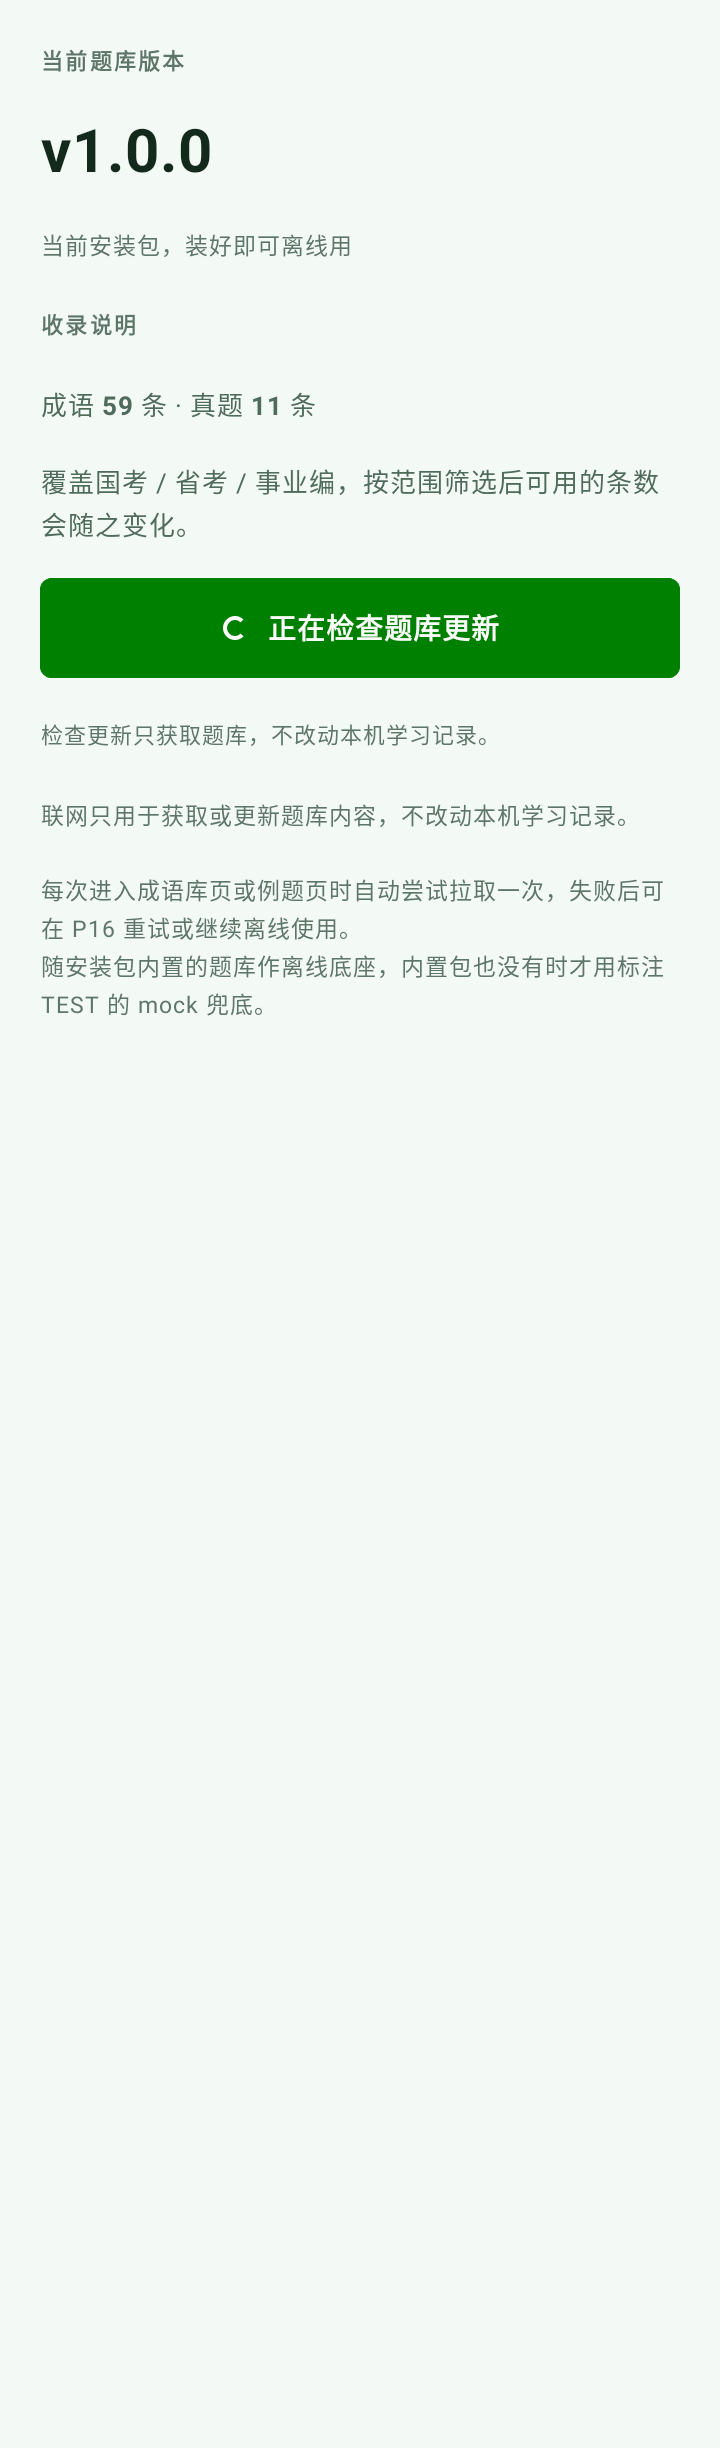 当前题库版本
v1.0.0
当前安装包，装好即可离线用
收录说明
成语 59 条 · 真题 11 条
覆盖国考 / 省考 / 事业编，按范围筛选后可用的条数
会随之变化。
正在检查题库更新
检查更新只获取题库，不改动本机学习记录。
联网只用于获取或更新题库内容，不改动本机学习记录。
每次进入成语库页或例题页时自动尝试拉取一次，失败后可
在 P16 重试或继续离线使用。
随安装包内置的题库作离线底座，内置包也没有时才用标注
TEST 的 mock 兜底。